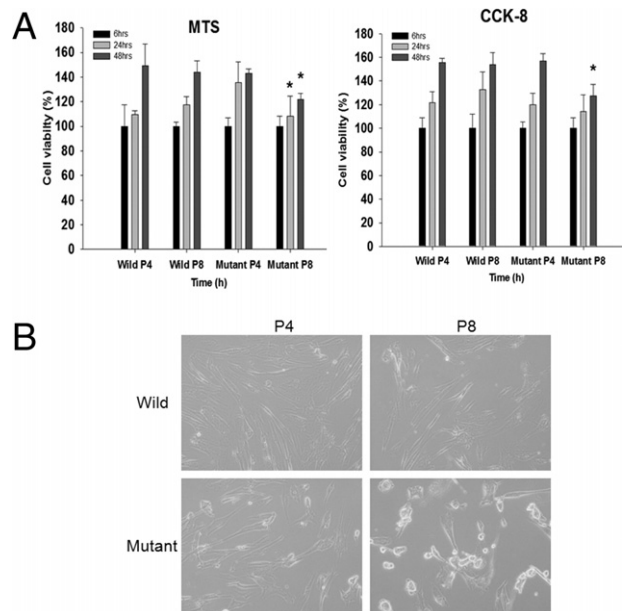 A
MTS
6hrs
24hrs
48hrs
Cell viability (%)
180
160
140
120
100
80
60
40
20
0
* *
Wild P4 Wild P8 Mutant P4 Mutant P8
Time (h)
CCK-8
6hrs
24hrs
48hrs
Cell viability (%)
180
160
140
120
100
80
60
40
20
0
*
Wild P4 Wild P8 Mutant P4 Mutant P8
Time (h)
B
P4 P8
Wild
Mutant